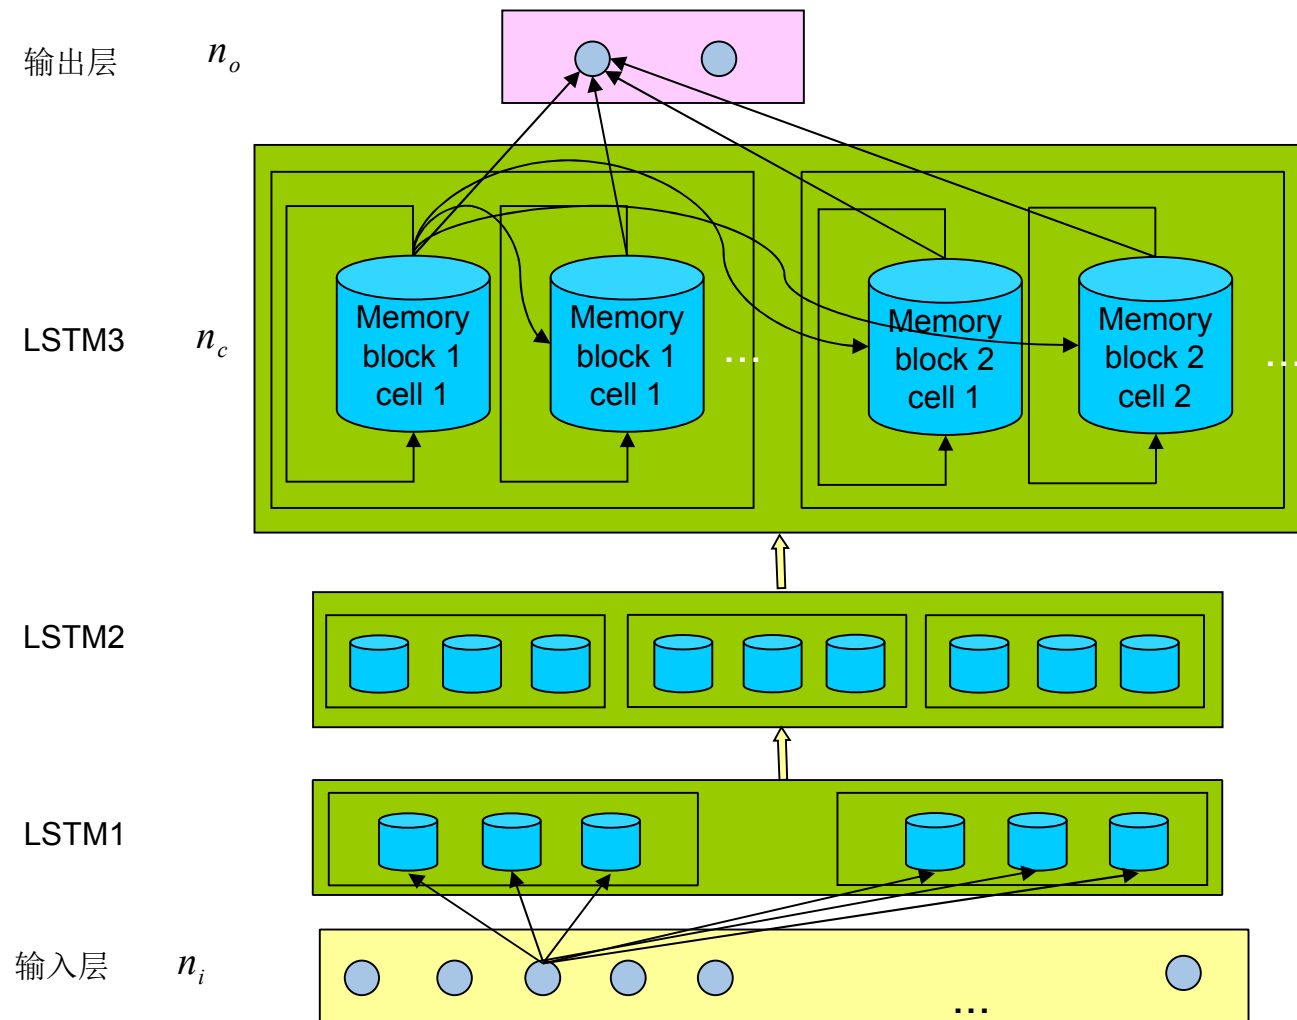 输出层 n_o
LSTM3 n_c
Memory block 1 cell 1
Memory block 1 cell 1
...
Memory block 2 cell 1
Memory block 2 cell 2
...
LSTM2
LSTM1
输入层 n_i
...